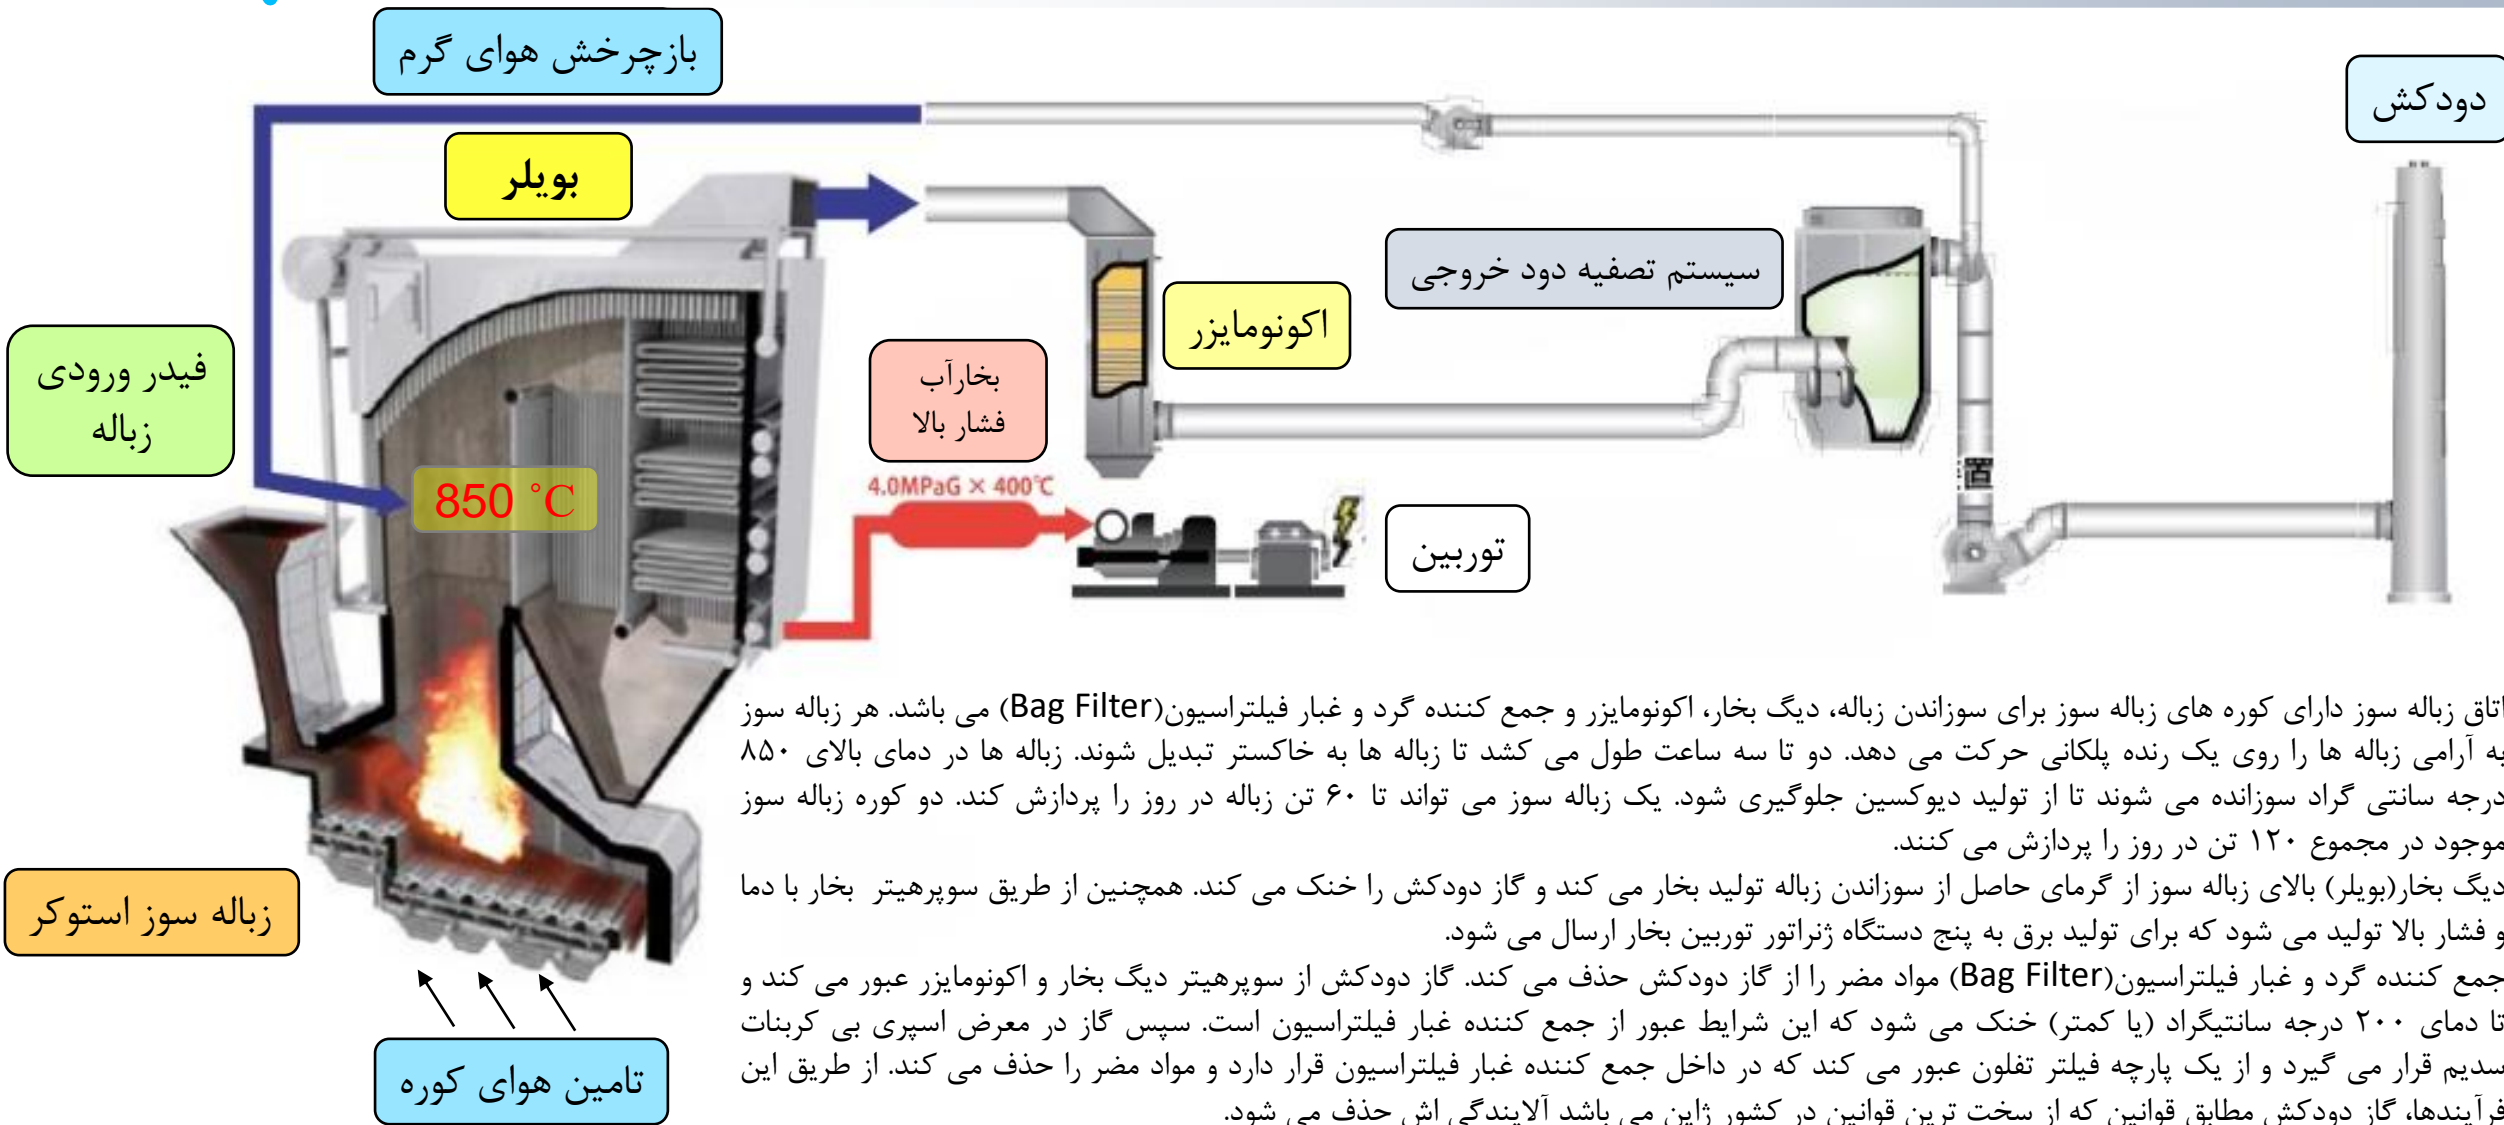 بازچرخش هوای گرم
دودکش
بویلر
سیستم تصفیه دود خروجی
اکونومایزر
فیدر ورودی
زباله
بخارآب
فشار بالا
850 °C
4.0MPaG × 400℃
توربین
اتاق زباله سوز دارای کوره های زباله سوز برای سوزاندن زباله، دیگ بخار، اکونومایزر و جمع کننده گرد و غبار فیلتراسیون(Bag Filter) می باشد. هر زباله سوز
به آرامی زباله ها را روی یک رنده پلکانی حرکت می دهد. دو تا سه ساعت طول می کشد تا زباله ها به خاکستر تبدیل شوند. زباله ها در دمای بالای ۸۵۰
درجه سانتی گراد سوزانده می شوند تا از تولید دیوکسین جلوگیری شود. یک زباله سوز می تواند تا ۶۰ تن زباله در روز را پردازش کند. دو کوره زباله سوز
موجود در مجموع ۱۲۰ تن در روز را پردازش می کنند.
دیگ بخار(بویلر) بالای زباله سوز از گرمای حاصل از سوزاندن زباله تولید بخار می کند و گاز دودکش را خنک می کند. همچنین از طریق سوپرهیتر بخار با دما
و فشار بالا تولید می شود که برای تولید برق به پنج دستگاه ژنراتور توربین بخار ارسال می شود.
جمع کننده گرد و غبار فیلتراسیون(Bag Filter) مواد مضر را از گاز دودکش حذف می کند. گاز دودکش از سوپرهیتر دیگ بخار و اکونومایزر عبور می کند و
تا دمای ۲۰۰ درجه سانتیگراد (یا کمتر) خنک می شود که این شرایط عبور از جمع کننده غبار فیلتراسیون است. سپس گاز در معرض اسپری بی کربنات
سدیم قرار می گیرد و از یک پارچه فیلتر تفلون عبور می کند که در داخل جمع کننده غبار فیلتراسیون قرار دارد و مواد مضر را حذف می کند. از طریق این
فرآیندها، گاز دودکش مطابق قوانین که از سخت ترین قوانین در کشور ژاپن می باشد آلایندگی اش حذف می شود.
زباله سوز استوکر
تامین هوای کوره